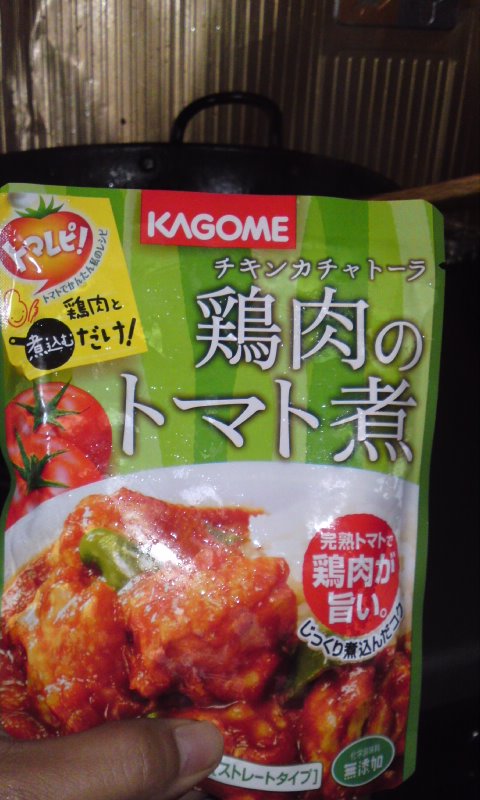 KAGOME
トマレピ!
トマトでかんたん私のレシピ
鶏肉と
煮込む だけ!
チキンカチャトーラ
鶏肉の
トマト煮
完熟トマトで
鶏肉が
旨い。
じっくり煮込んだコク
ストレートタイプ]
化学調味料
無添加